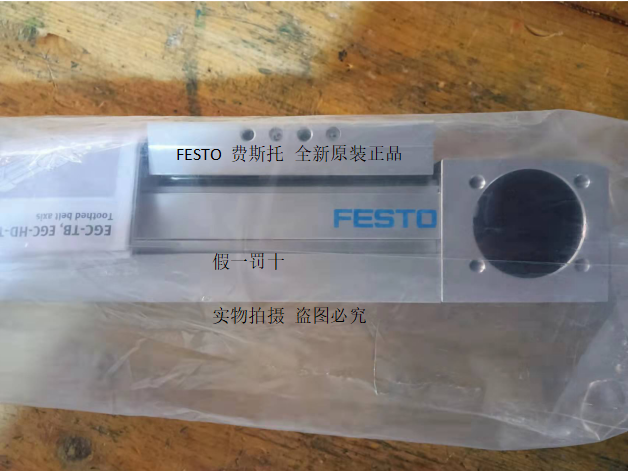 FESTO 费斯托 全新原装正品
FESTO
EGC-TB, EGC-HD-T
Toothed belt axis
假一罚十
实物拍摄 盗图必究